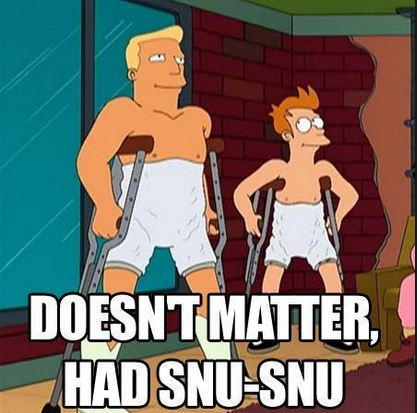 DOESN'T MATTER,
HAD SNU-SNU